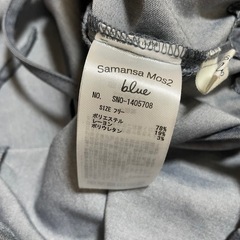 Samansa Mos2
blue
NO. SNO-1405708
SIZE フリー
ポリエステル 78%
レーヨン 19%
ポリウレタン 3%